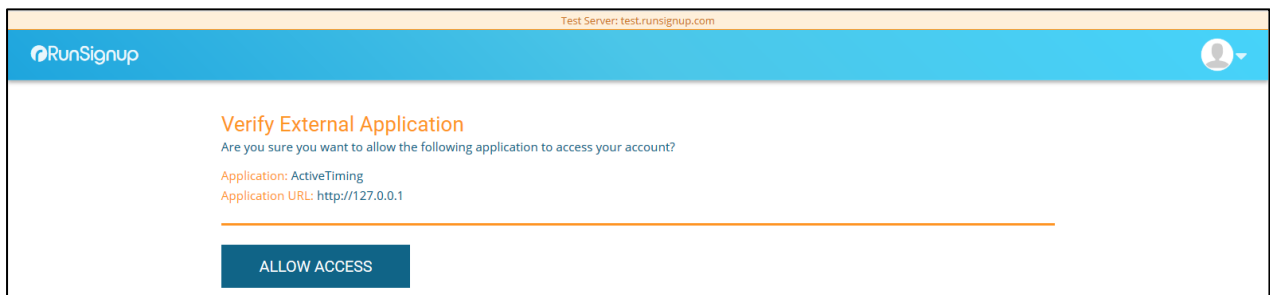 Test Server: test.runsignup.com
RunSignup
Verify External Application
Are you sure you want to allow the following application to access your account?
Application: ActiveTiming
Application URL: http://127.0.0.1
ALLOW ACCESS